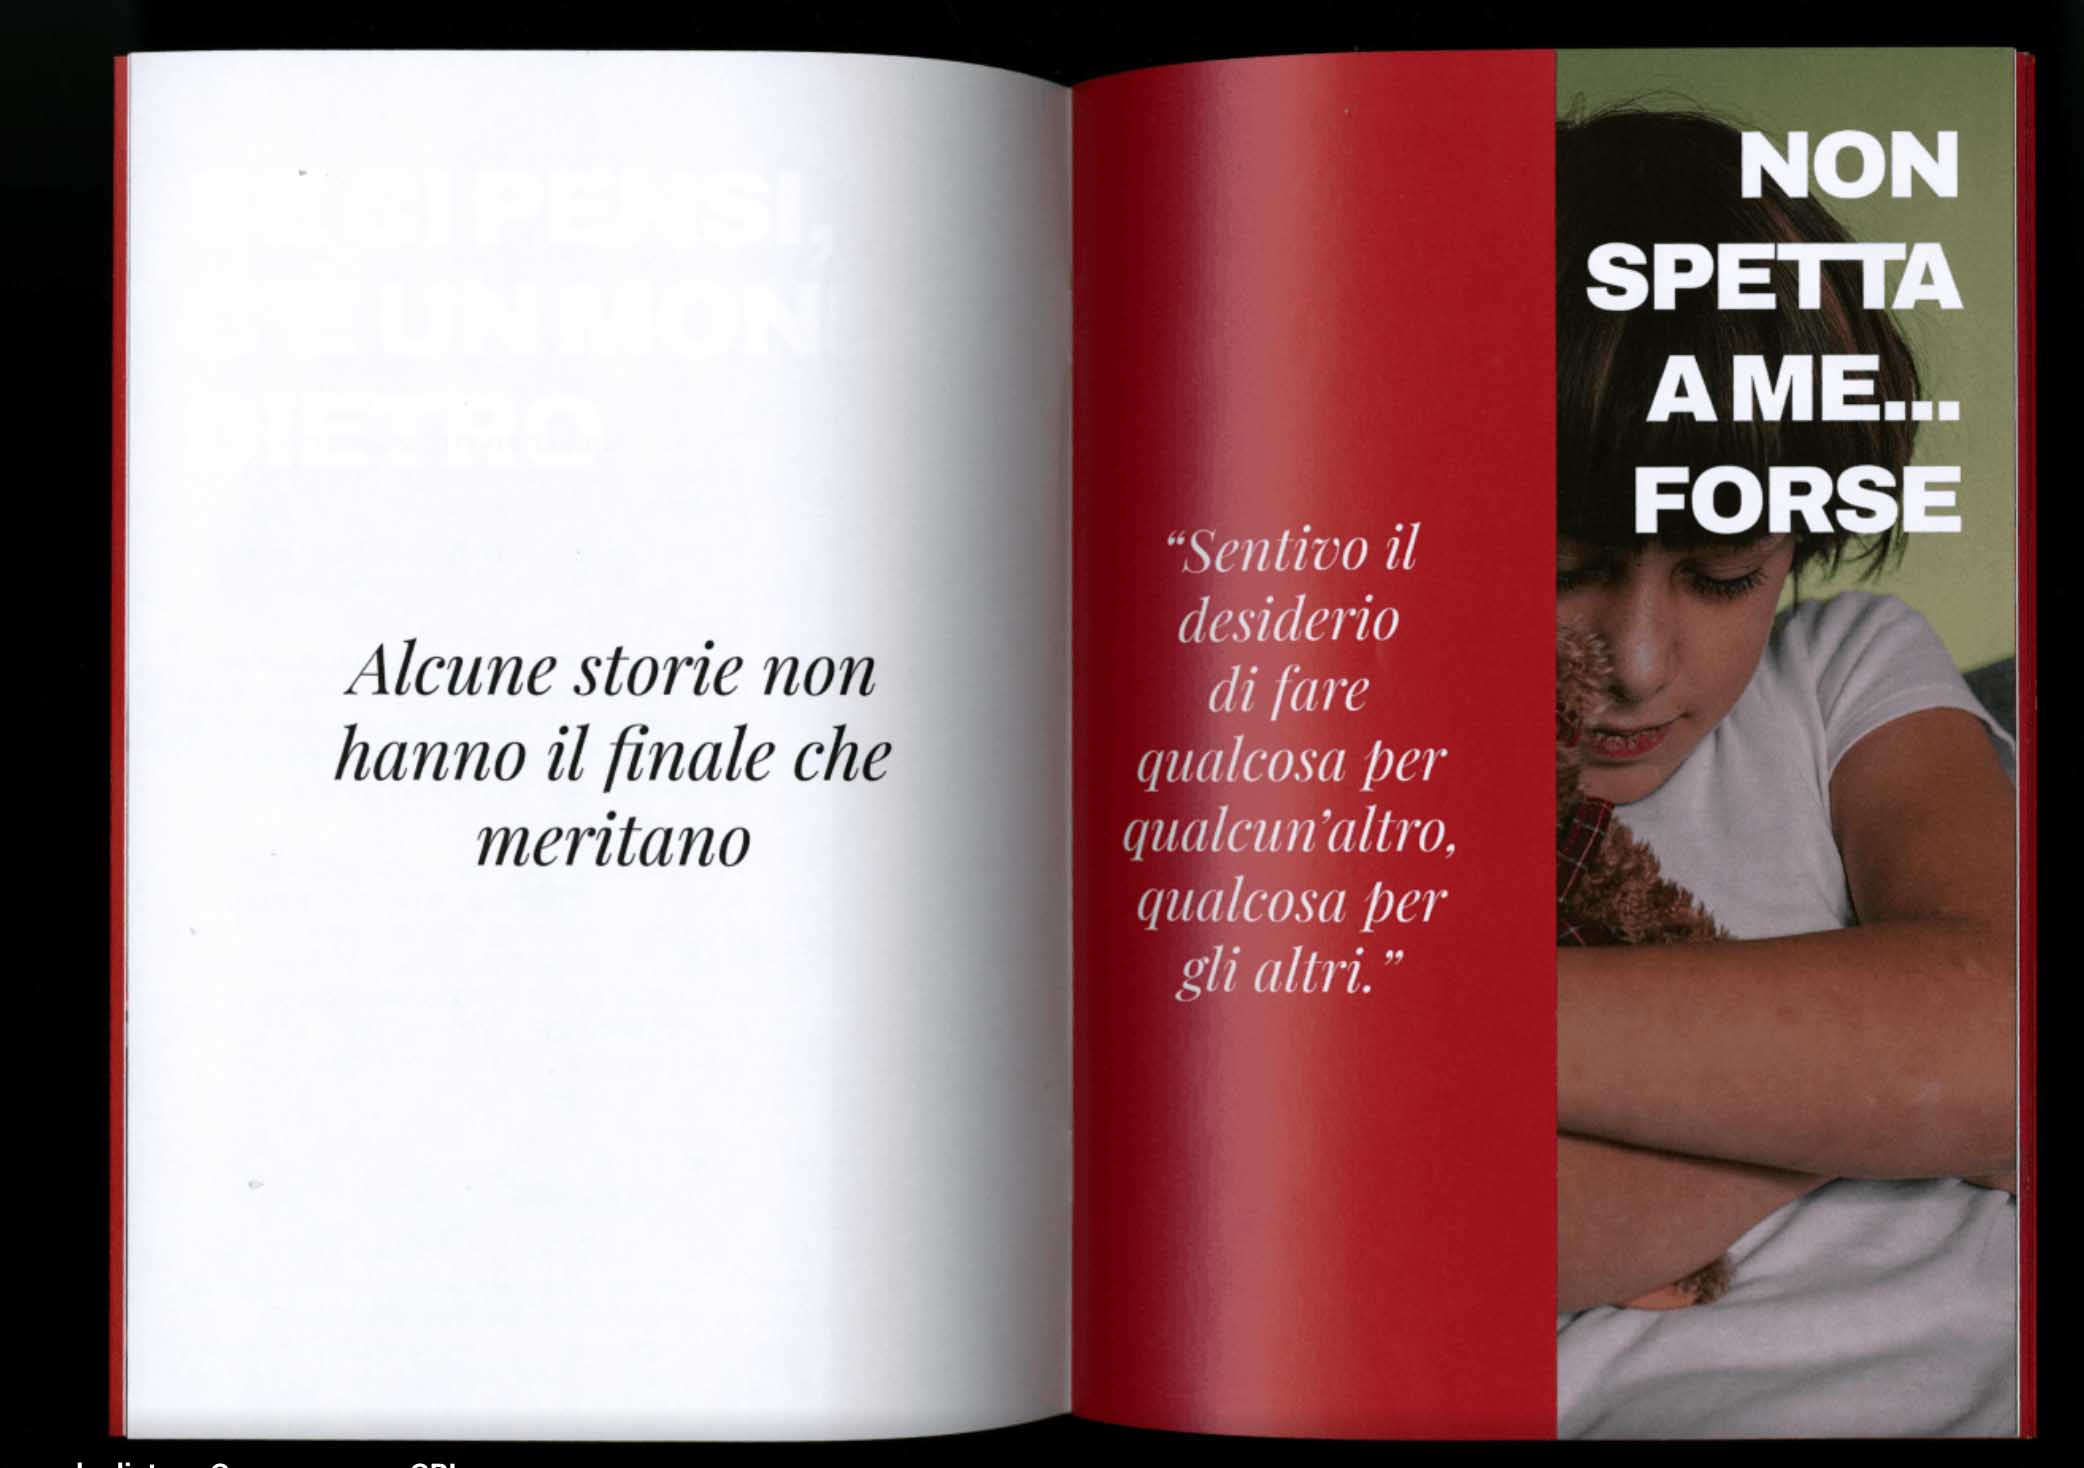 Alcune storie non
hanno il finale che
meritano
“Sentivo il
desiderio
di fare
qualcosa per
qualcun’altro,
qualcosa per
gli altri.”
NON
SPETTA
A ME...
FORSE